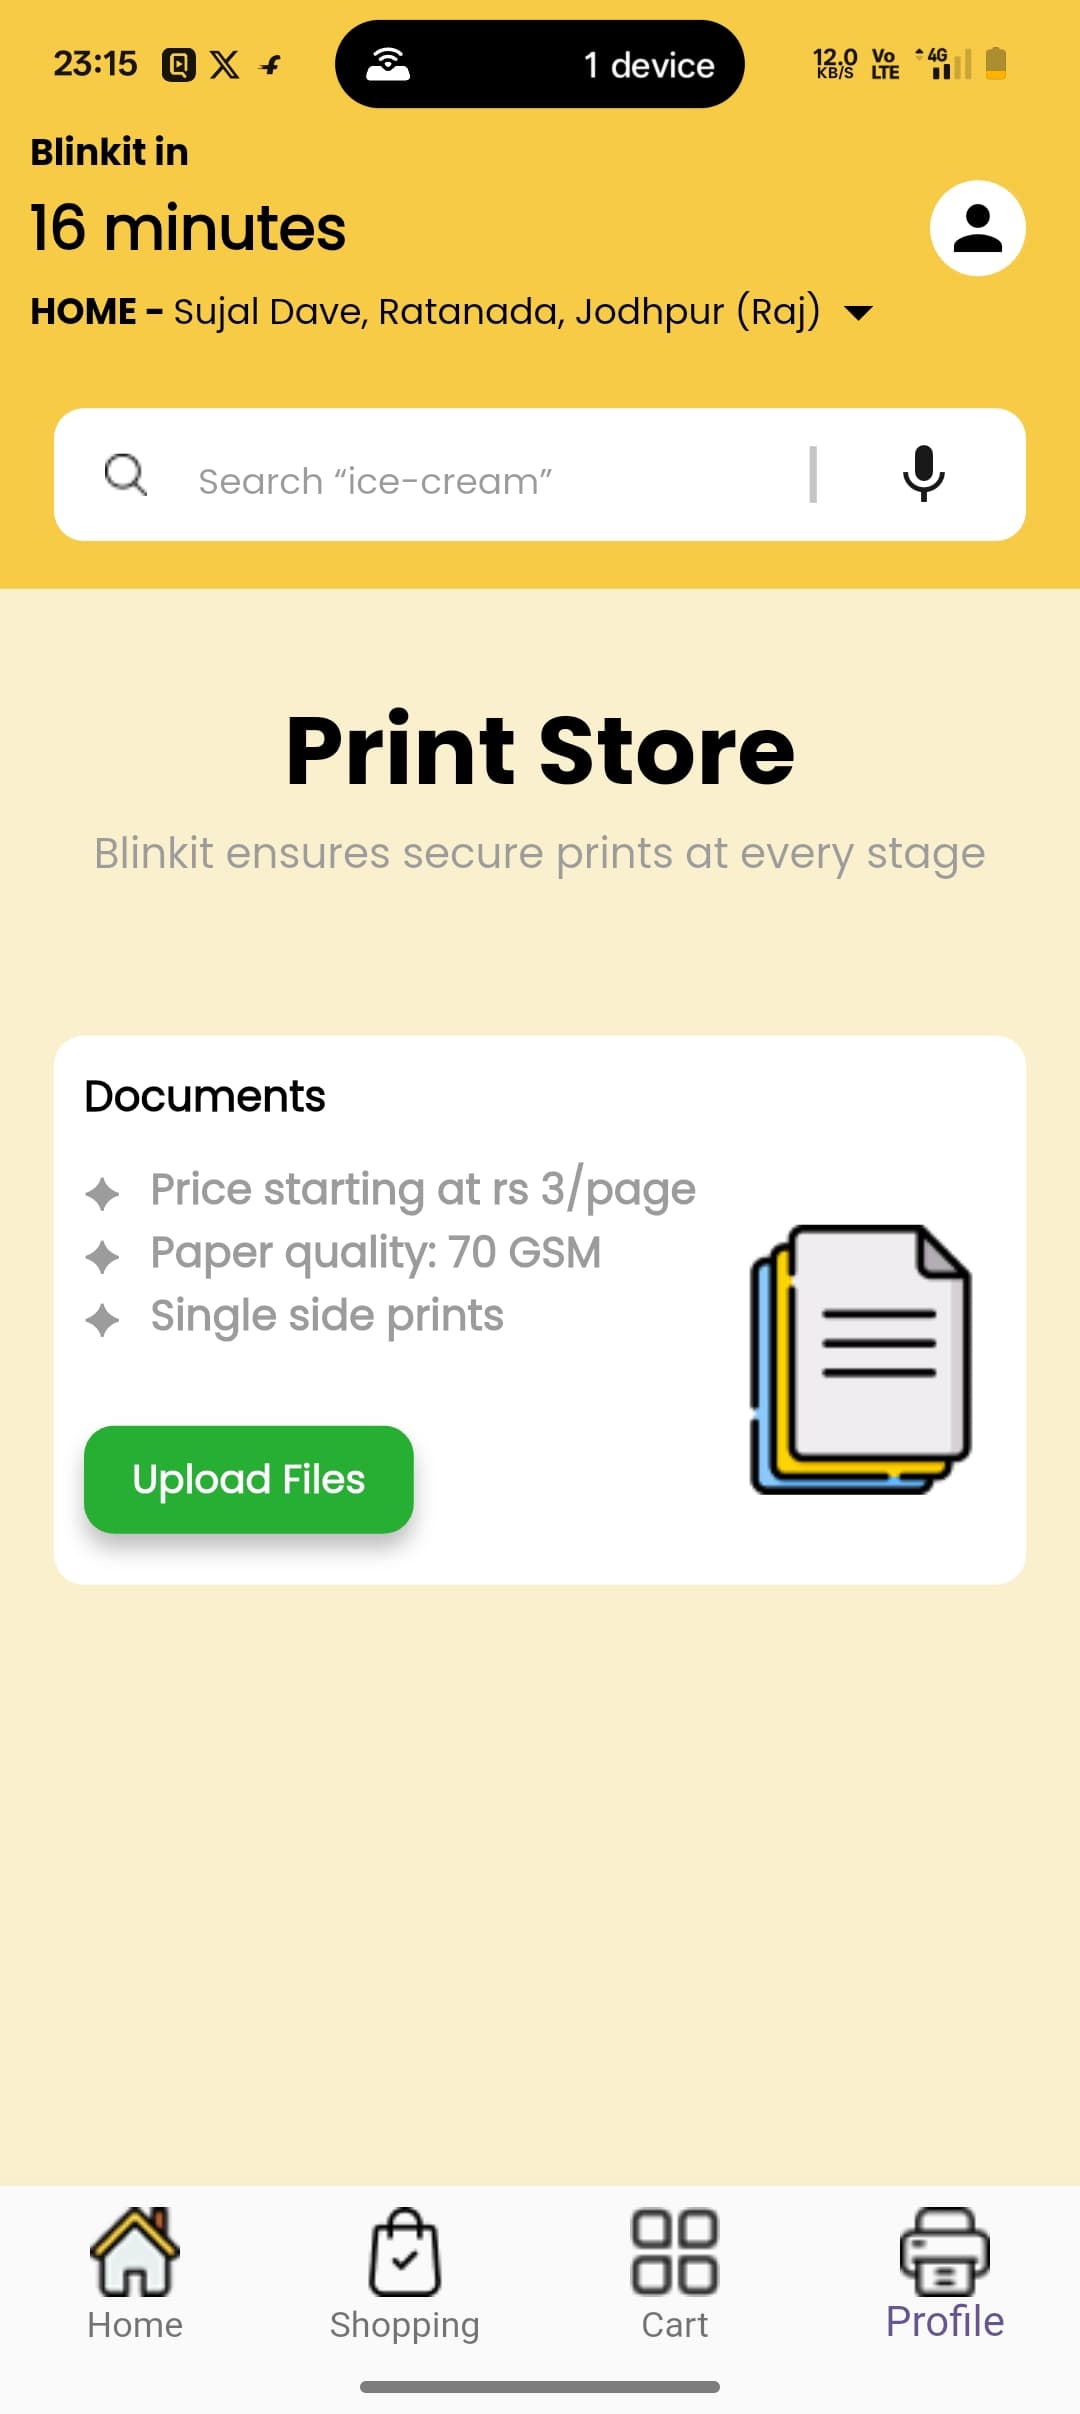 23:15
1 device
12.0 KB/S
Vo LTE
4G
Blinkit in
16 minutes
HOME - Sujal Dave, Ratanada, Jodhpur (Raj)
Search “ice-cream”
Print Store
Blinkit ensures secure prints at every stage
Documents
Price starting at rs 3/page
Paper quality: 70 GSM
Single side prints
Upload Files
Home
Shopping
Cart
Profile